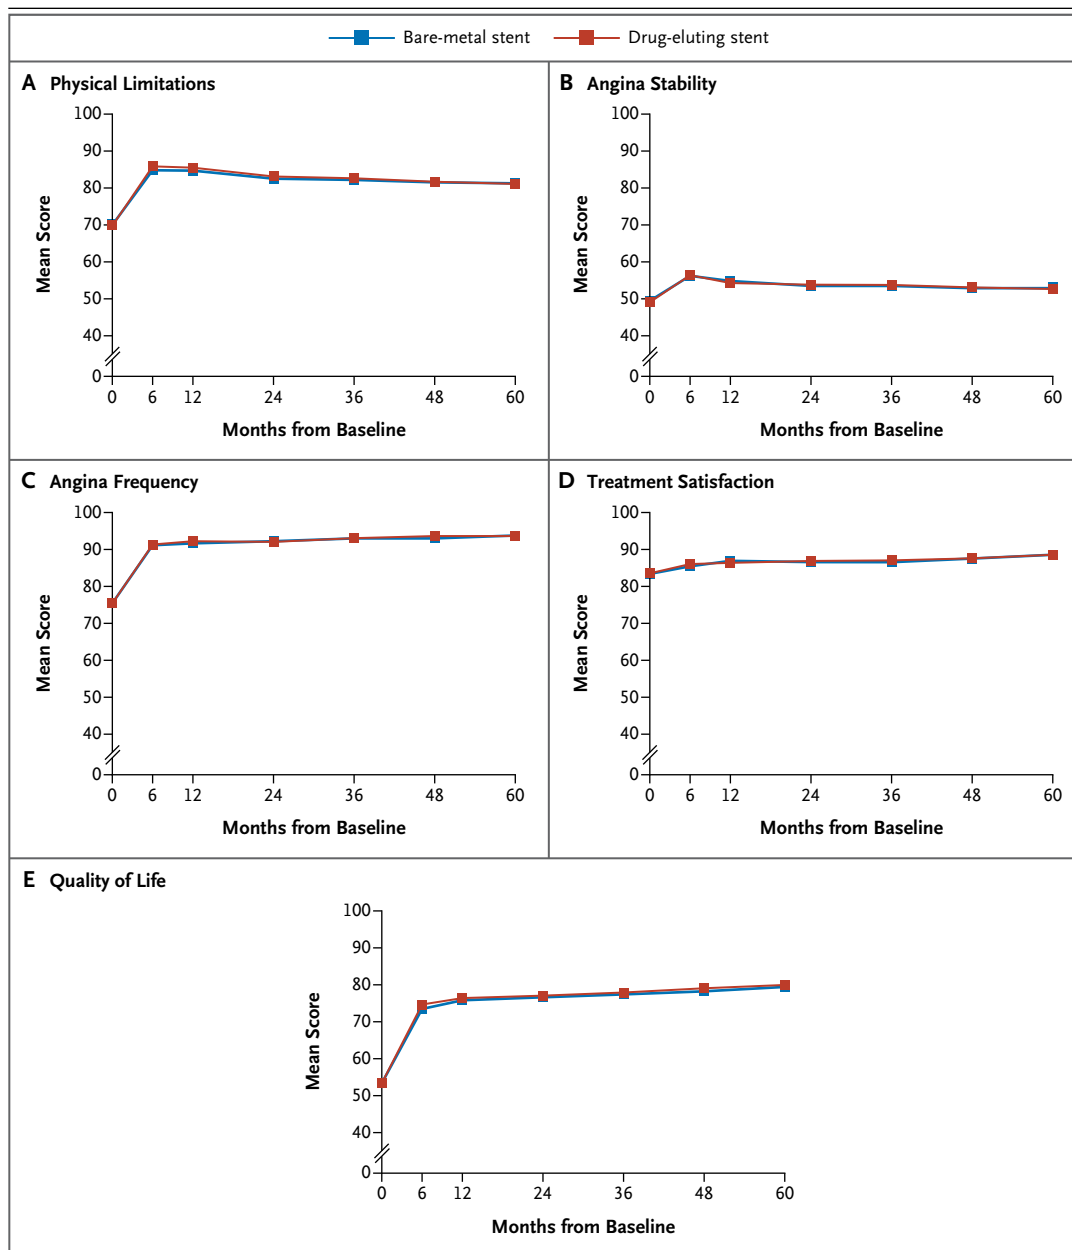 Bare-metal stent Drug-eluting stent
A Physical Limitations
100
90
80
70
60
50
40
0
Mean Score
0 6 12 24 36 48 60
Months from Baseline
B Angina Stability
100
90
80
70
60
50
40
0
Mean Score
0 6 12 24 36 48 60
Months from Baseline
C Angina Frequency
100
90
80
70
60
50
40
0
Mean Score
0 6 12 24 36 48 60
Months from Baseline
D Treatment Satisfaction
100
90
80
70
60
50
40
0
Mean Score
0 6 12 24 36 48 60
Months from Baseline
E Quality of Life
100
90
80
70
60
50
40
0
Mean Score
0 6 12 24 36 48 60
Months from Baseline